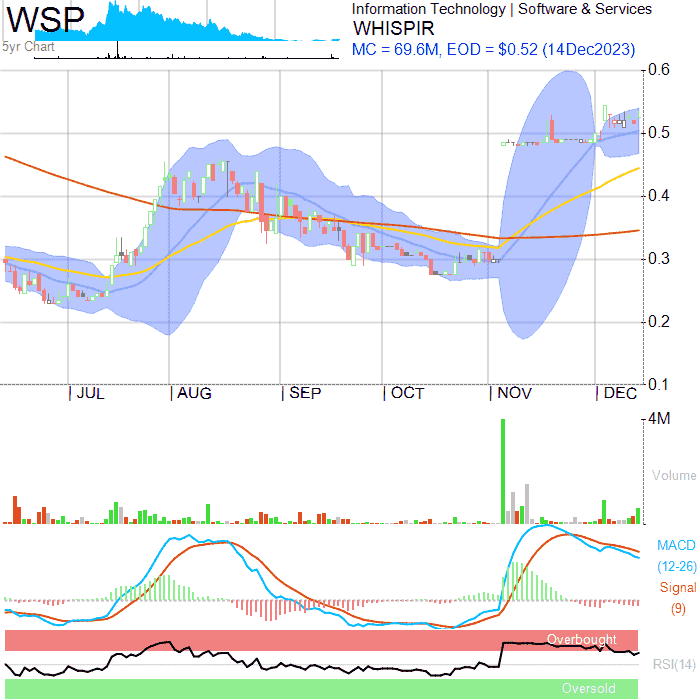 WSP
5yr Chart
Information Technology | Software & Services
WHISPIR
MC = 69.6M, EOD = $0.52 (14Dec2023)
0.6
0.5
0.4
0.3
0.2
0.1
JUL AUG SEP OCT NOV DEC
4M
Volume
MACD
(12-26)
Signal
(9)
Overbought
RSI(14)
Oversold